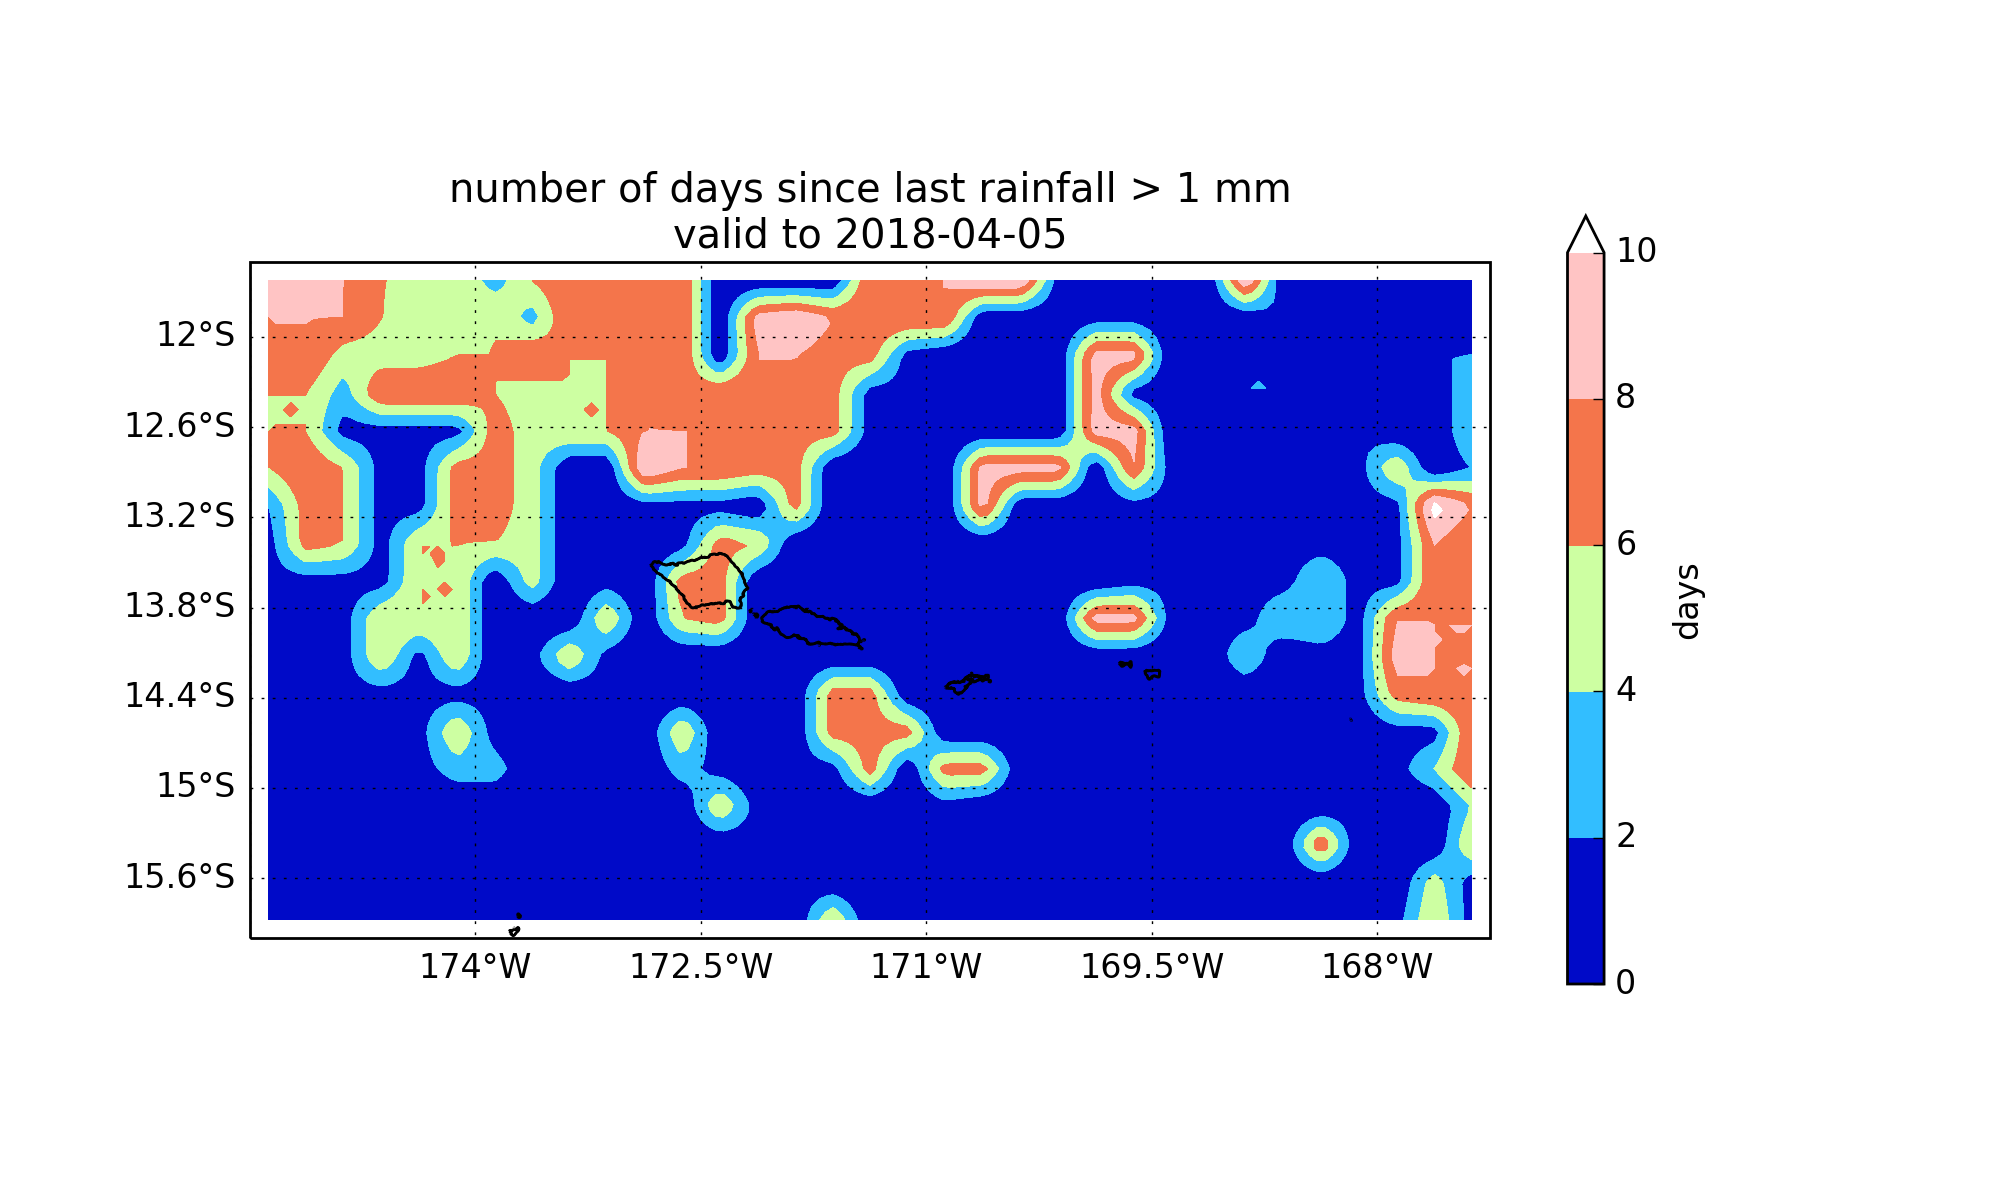 number of days since last rainfall > 1 mm
valid to 2018-04-05
12°S
12.6°S
13.2°S
13.8°S
14.4°S
15°S
15.6°S
174°W
172.5°W
171°W
169.5°W
168°W
10
8
6
4
2
0
days